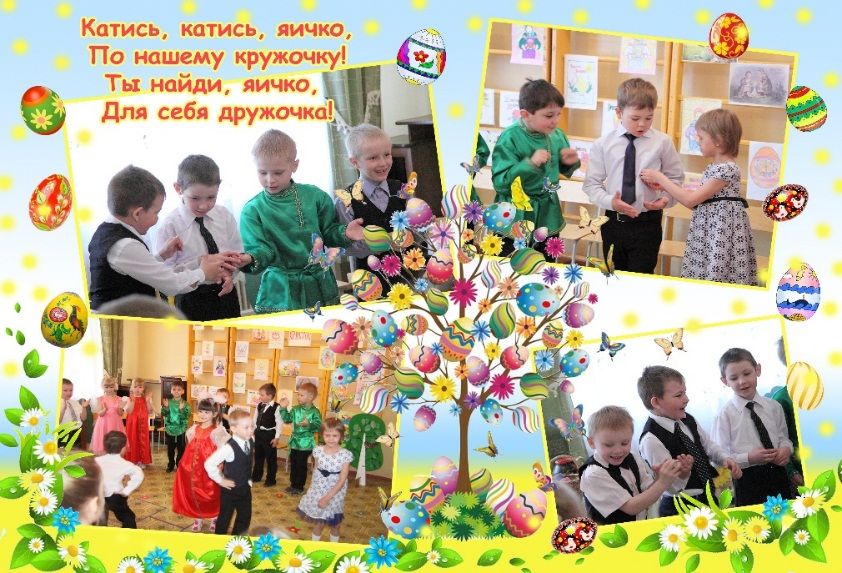 Катись, катись, яичко,
По нашему кружочку!
Ты найди, яичко,
Для себя дружочка!